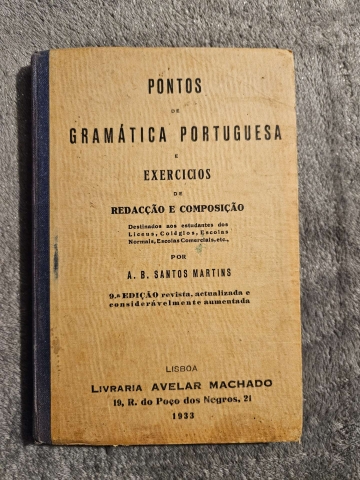 PONTOS
DE
GRAMÁTICA PORTUGUESA
E
EXERCICIOS
DE
REDACÇÃO E COMPOSIÇÃO
Destinados aos estudantes dos
Liceus, Colégios, Escolas
Normais, Escolas Comerciais, etc.,
POR
A. B. SANTOS MARTINS
9.ª EDIÇÃO revista, actualizada e
consideràvelmente aumentada
LISBOA
LIVRARIA AVELAR MACHADO
19, R. do Poço dos Negros, 21
1933